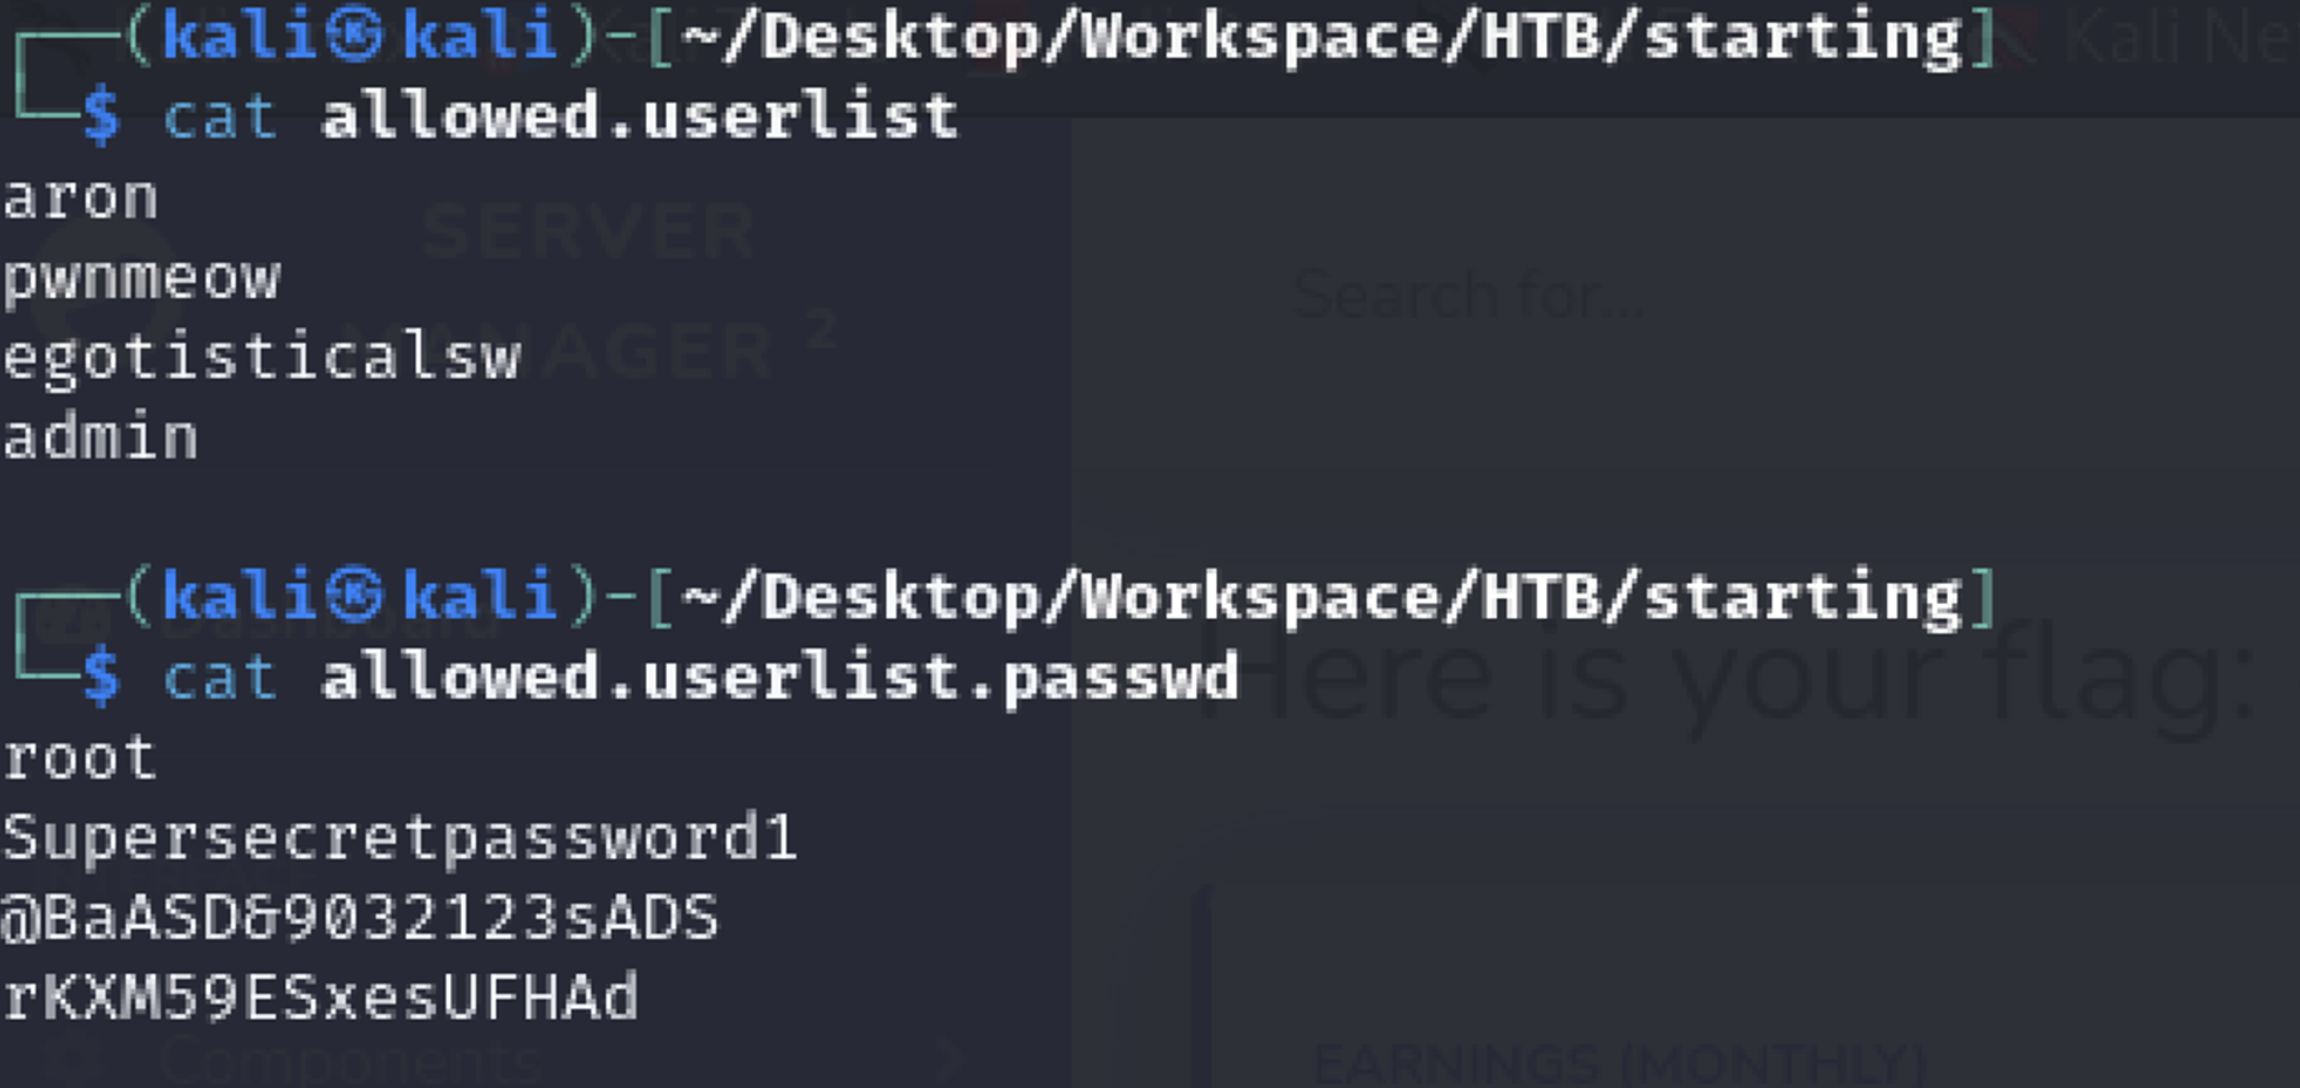 ┌──(kali㉿kali)-[~/Desktop/Workspace/HTB/starting]
Kali Ne
└─$ cat allowed.userlist
aron
SERVER
pwnmeow
Search for...
egotisticalsw
MANAGER 2
admin
┌──(kali㉿kali)-[~/Desktop/Workspace/HTB/starting]
Dashboard
└─$ cat allowed.userlist.passwd
Here is your flag:
root
Supersecretpassword1
@BaASD&9032123sADS
rKXM59ESxesUFHAd
Components
EARNINGS (MONTHLY)